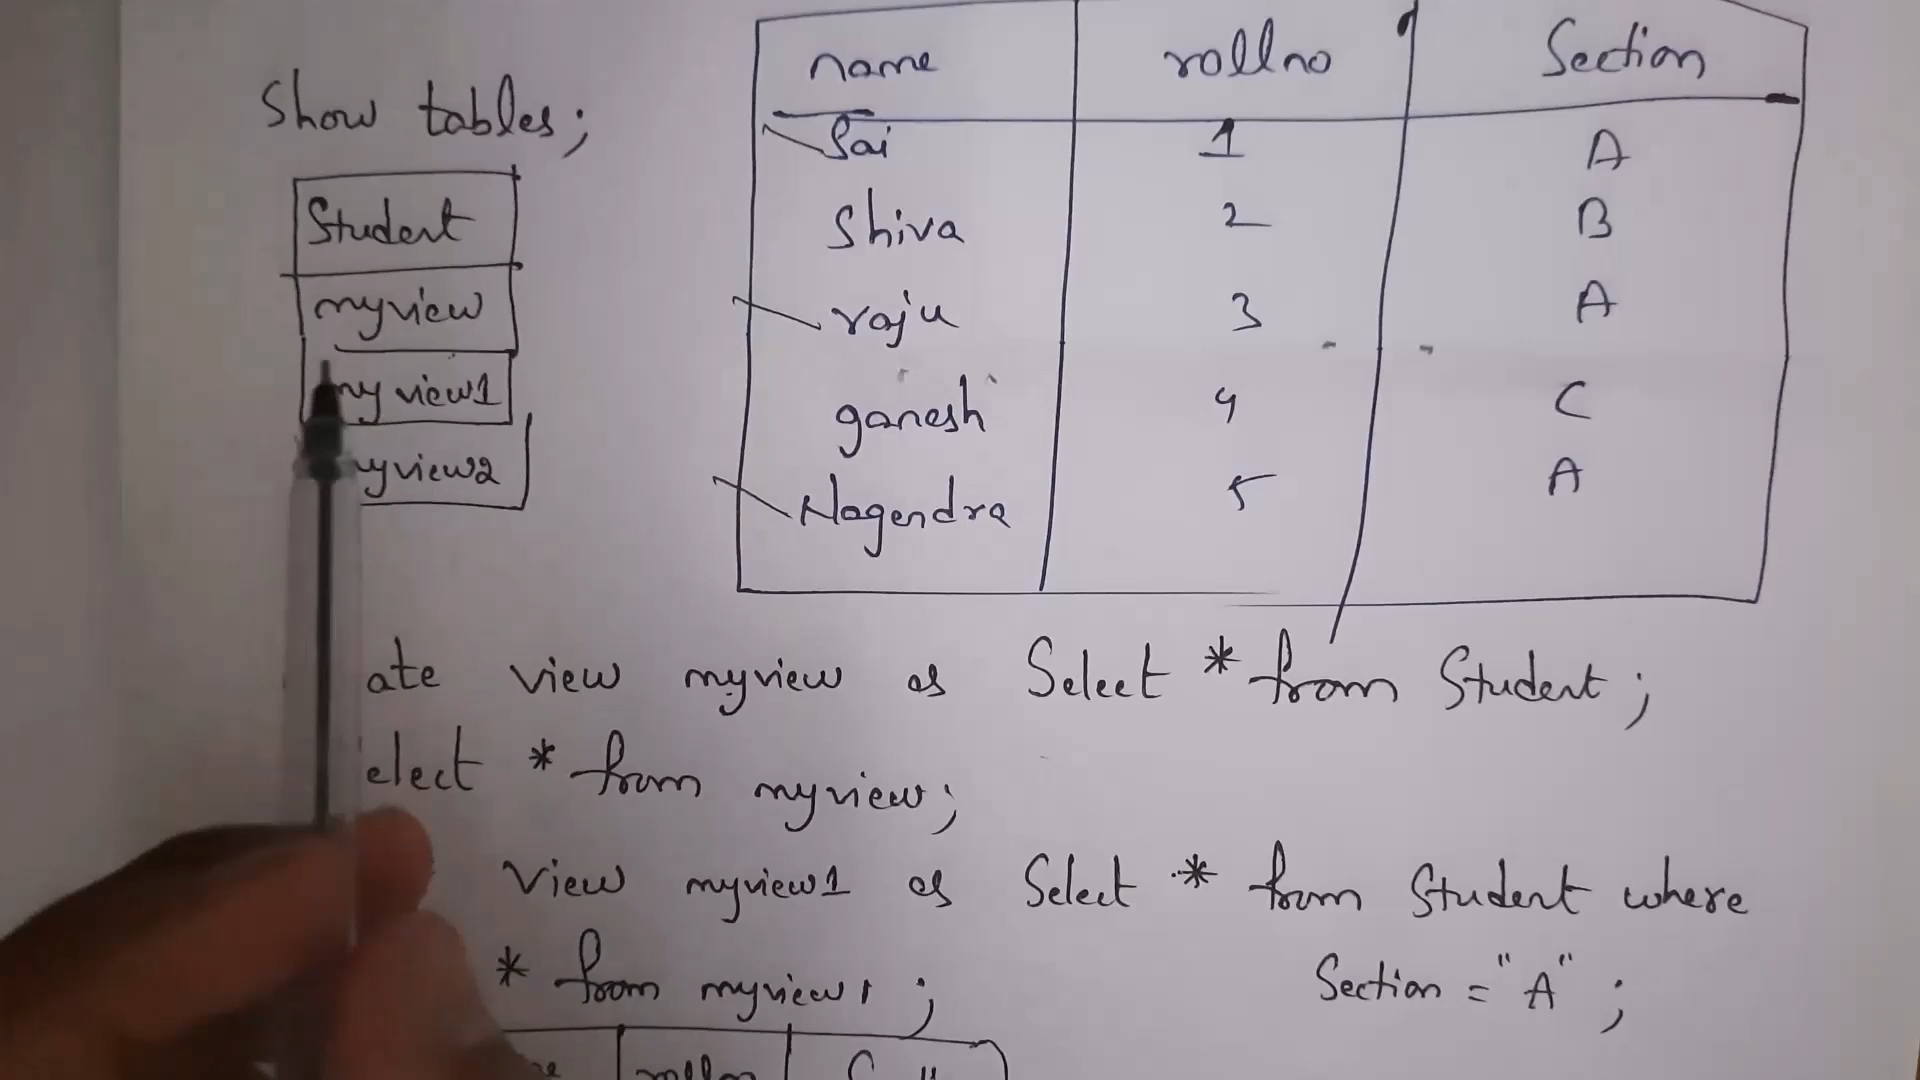 Show tables;
Student
myview
my view1
yview2
name rollno Section
Sai 1 A
Shiva 2 B
raju 3 A
ganesh 4 C
Nagendra 5 A
ate view myview as Select * from Student;
elect * from myview;
View myview1 as Select * from Student where
Section = "A" ;
* from myview1 ;